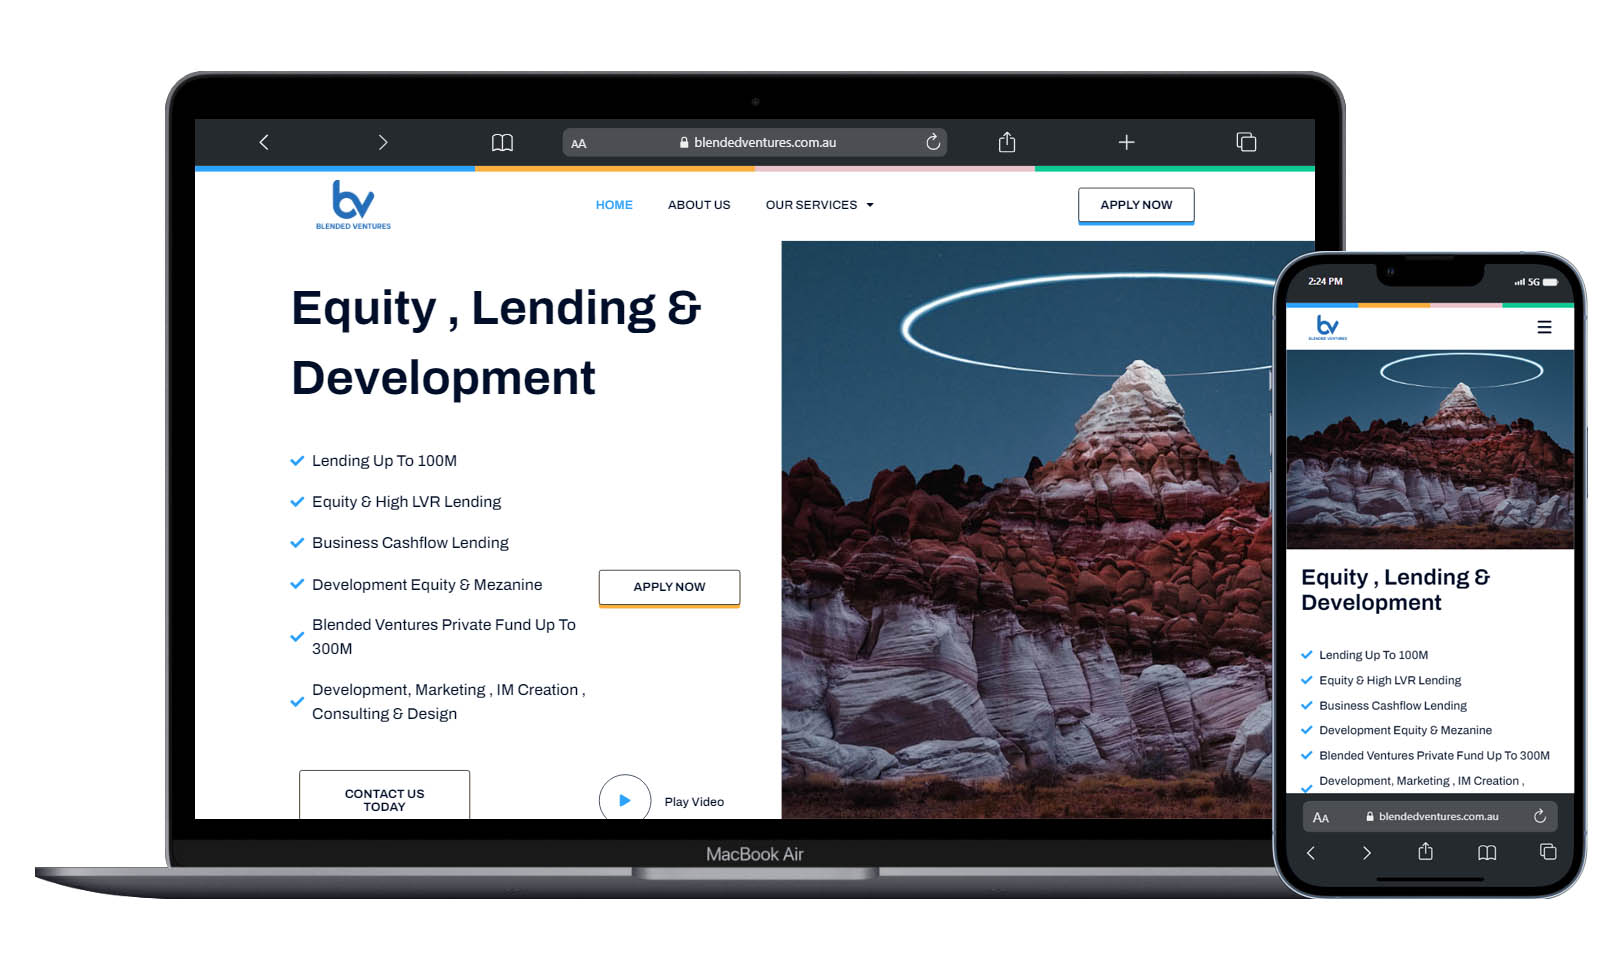 AA
blendedventures.com.au
bv
BLENDED VENTURES
HOME
ABOUT US
OUR SERVICES
APPLY NOW
Equity , Lending &
Development
Lending Up To 100M
Equity & High LVR Lending
Business Cashflow Lending
Development Equity & Mezanine
APPLY NOW
Blended Ventures Private Fund Up To
300M
Development, Marketing , IM Creation ,
Consulting & Design
CONTACT US
TODAY
Play Video
MacBook Air
2:24 PM
5G
bv
BLENDED VENTURES
Equity , Lending &
Development
Lending Up To 100M
Equity & High LVR Lending
Business Cashflow Lending
Development Equity & Mezanine
Blended Ventures Private Fund Up To 300M
Development, Marketing , IM Creation ,
AA
blendedventures.com.au